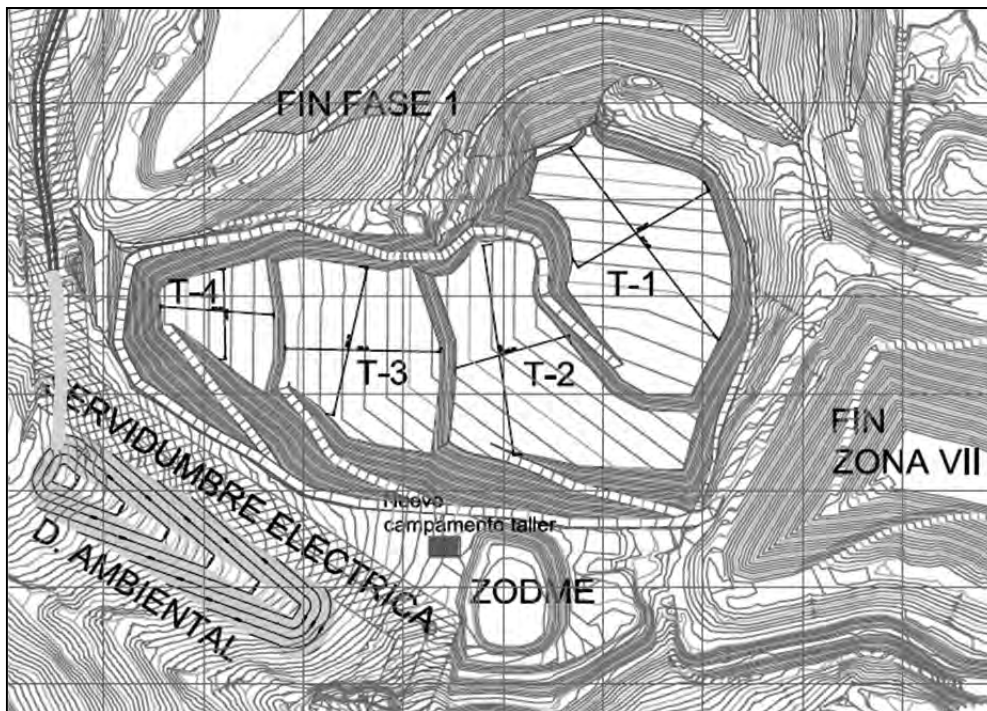 FIN FASE 1
T-1
T-4
T-3
T-2
FIN
ZONA VII
SERVIDUMBRE ELECTRICA
D. AMBIENTAL
Nuevo
campamento taller
ZODME